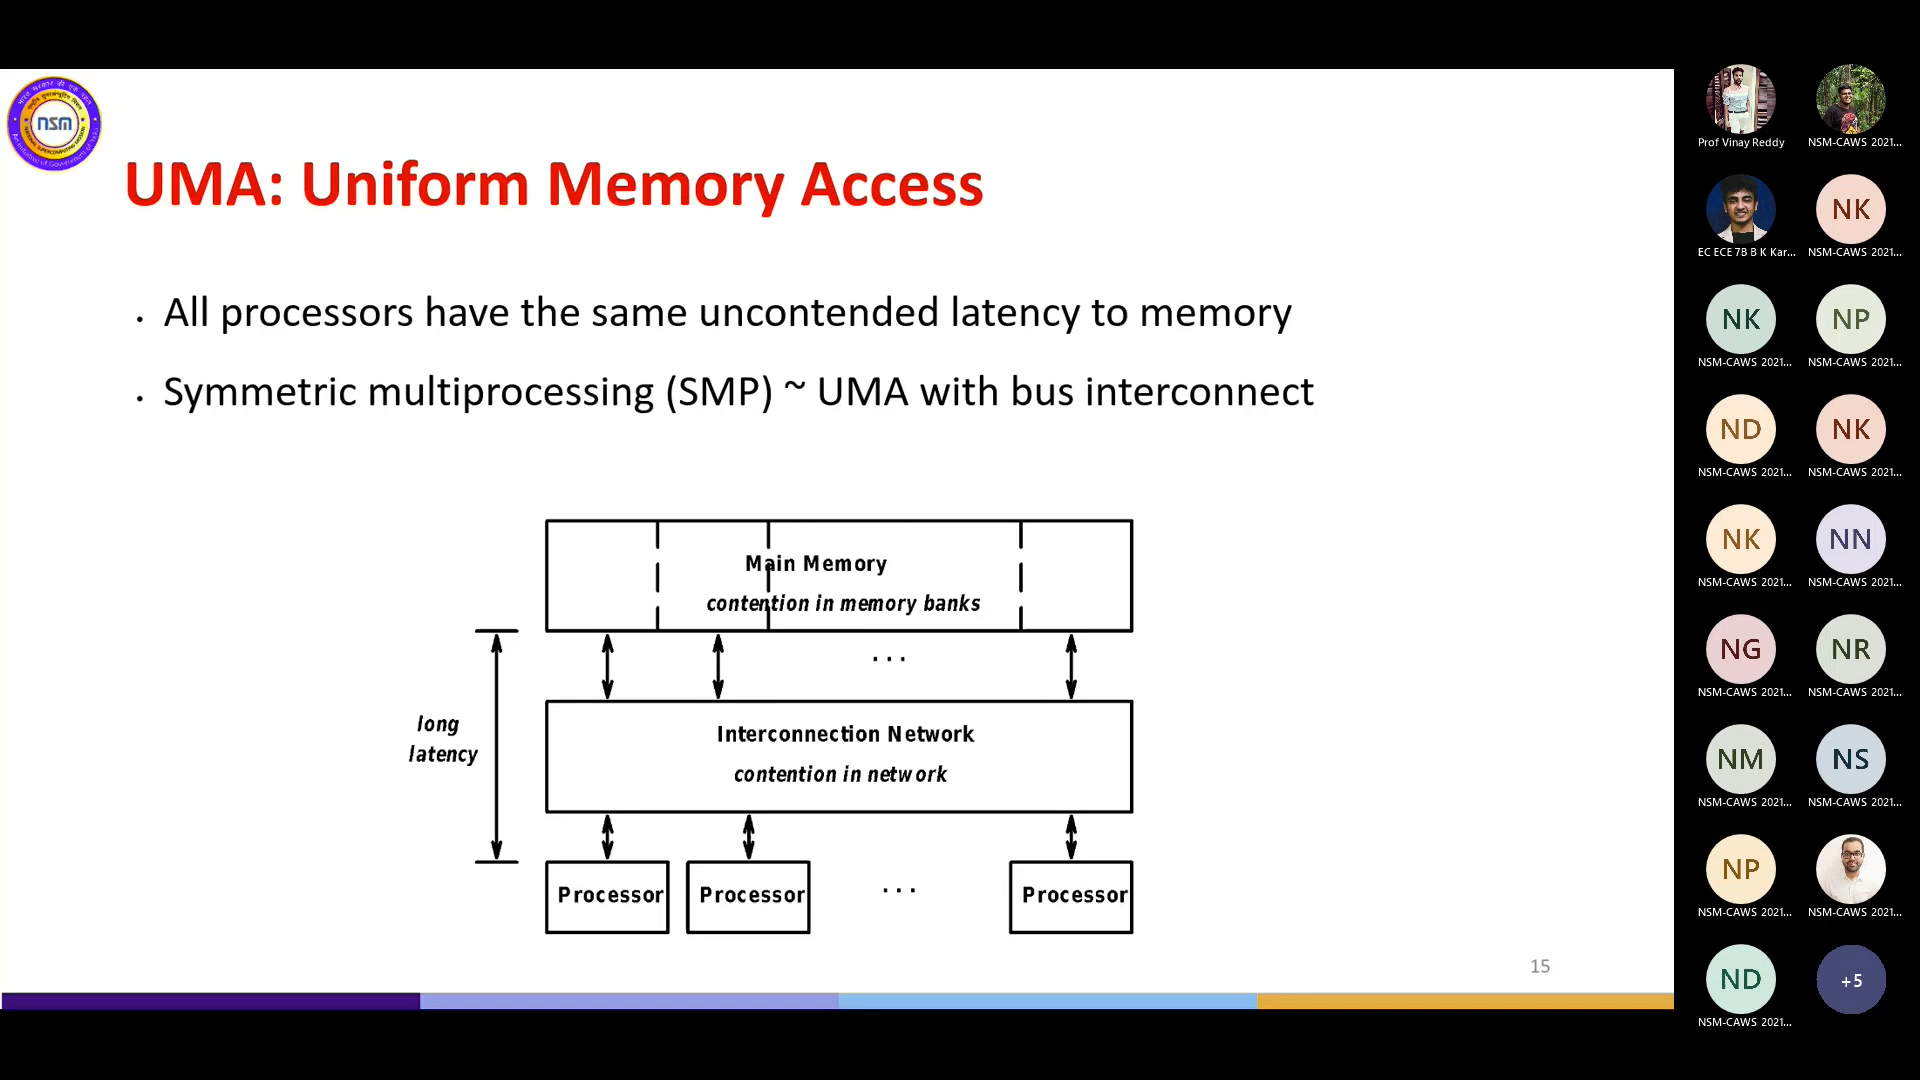 nsm
UMA: Uniform Memory Access
• All processors have the same uncontended latency to memory
• Symmetric multiprocessing (SMP) ~ UMA with bus interconnect
Main Memory
contention in memory banks
...
long
latency
Interconnection Network
contention in network
Processor
Processor
...
Processor
15
Prof Vinay Reddy
NSM-CAWS 2021...
EC ECE 7B B K Kar...
NK
NSM-CAWS 2021...
NK
NSM-CAWS 2021...
NP
NSM-CAWS 2021...
ND
NSM-CAWS 2021...
NK
NSM-CAWS 2021...
NK
NSM-CAWS 2021...
NN
NSM-CAWS 2021...
NG
NSM-CAWS 2021...
NR
NSM-CAWS 2021...
NM
NSM-CAWS 2021...
NS
NSM-CAWS 2021...
NP
NSM-CAWS 2021...
NSM-CAWS 2021...
ND
NSM-CAWS 2021...
+5